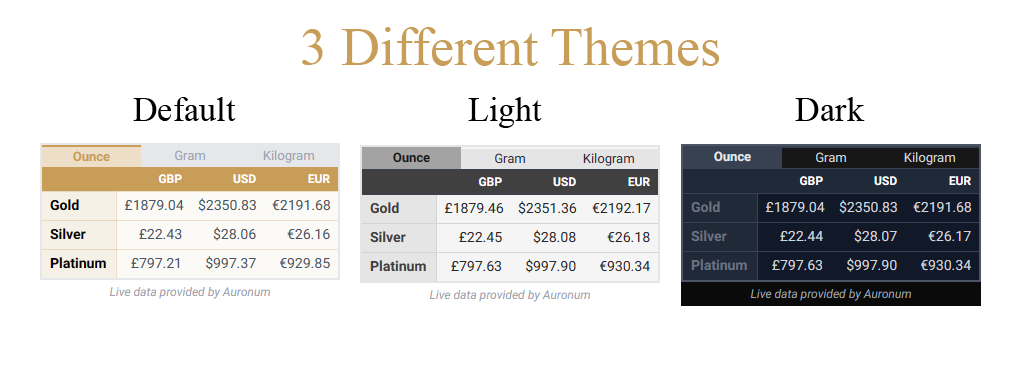 3 Different Themes
Default
Ounce Gram Kilogram
GBP USD EUR
Gold £1879.04 $2350.83 €2191.68
Silver £22.43 $28.06 €26.16
Platinum £797.21 $997.37 €929.85
Live data provided by Auronum
Light
Ounce Gram Kilogram
GBP USD EUR
Gold £1879.46 $2351.36 €2192.17
Silver £22.45 $28.08 €26.18
Platinum £797.63 $997.90 €930.34
Live data provided by Auronum
Dark
Ounce Gram Kilogram
GBP USD EUR
Gold £1879.04 $2350.83 €2191.68
Silver £22.44 $28.07 €26.17
Platinum £797.63 $997.90 €930.34
Live data provided by Auronum